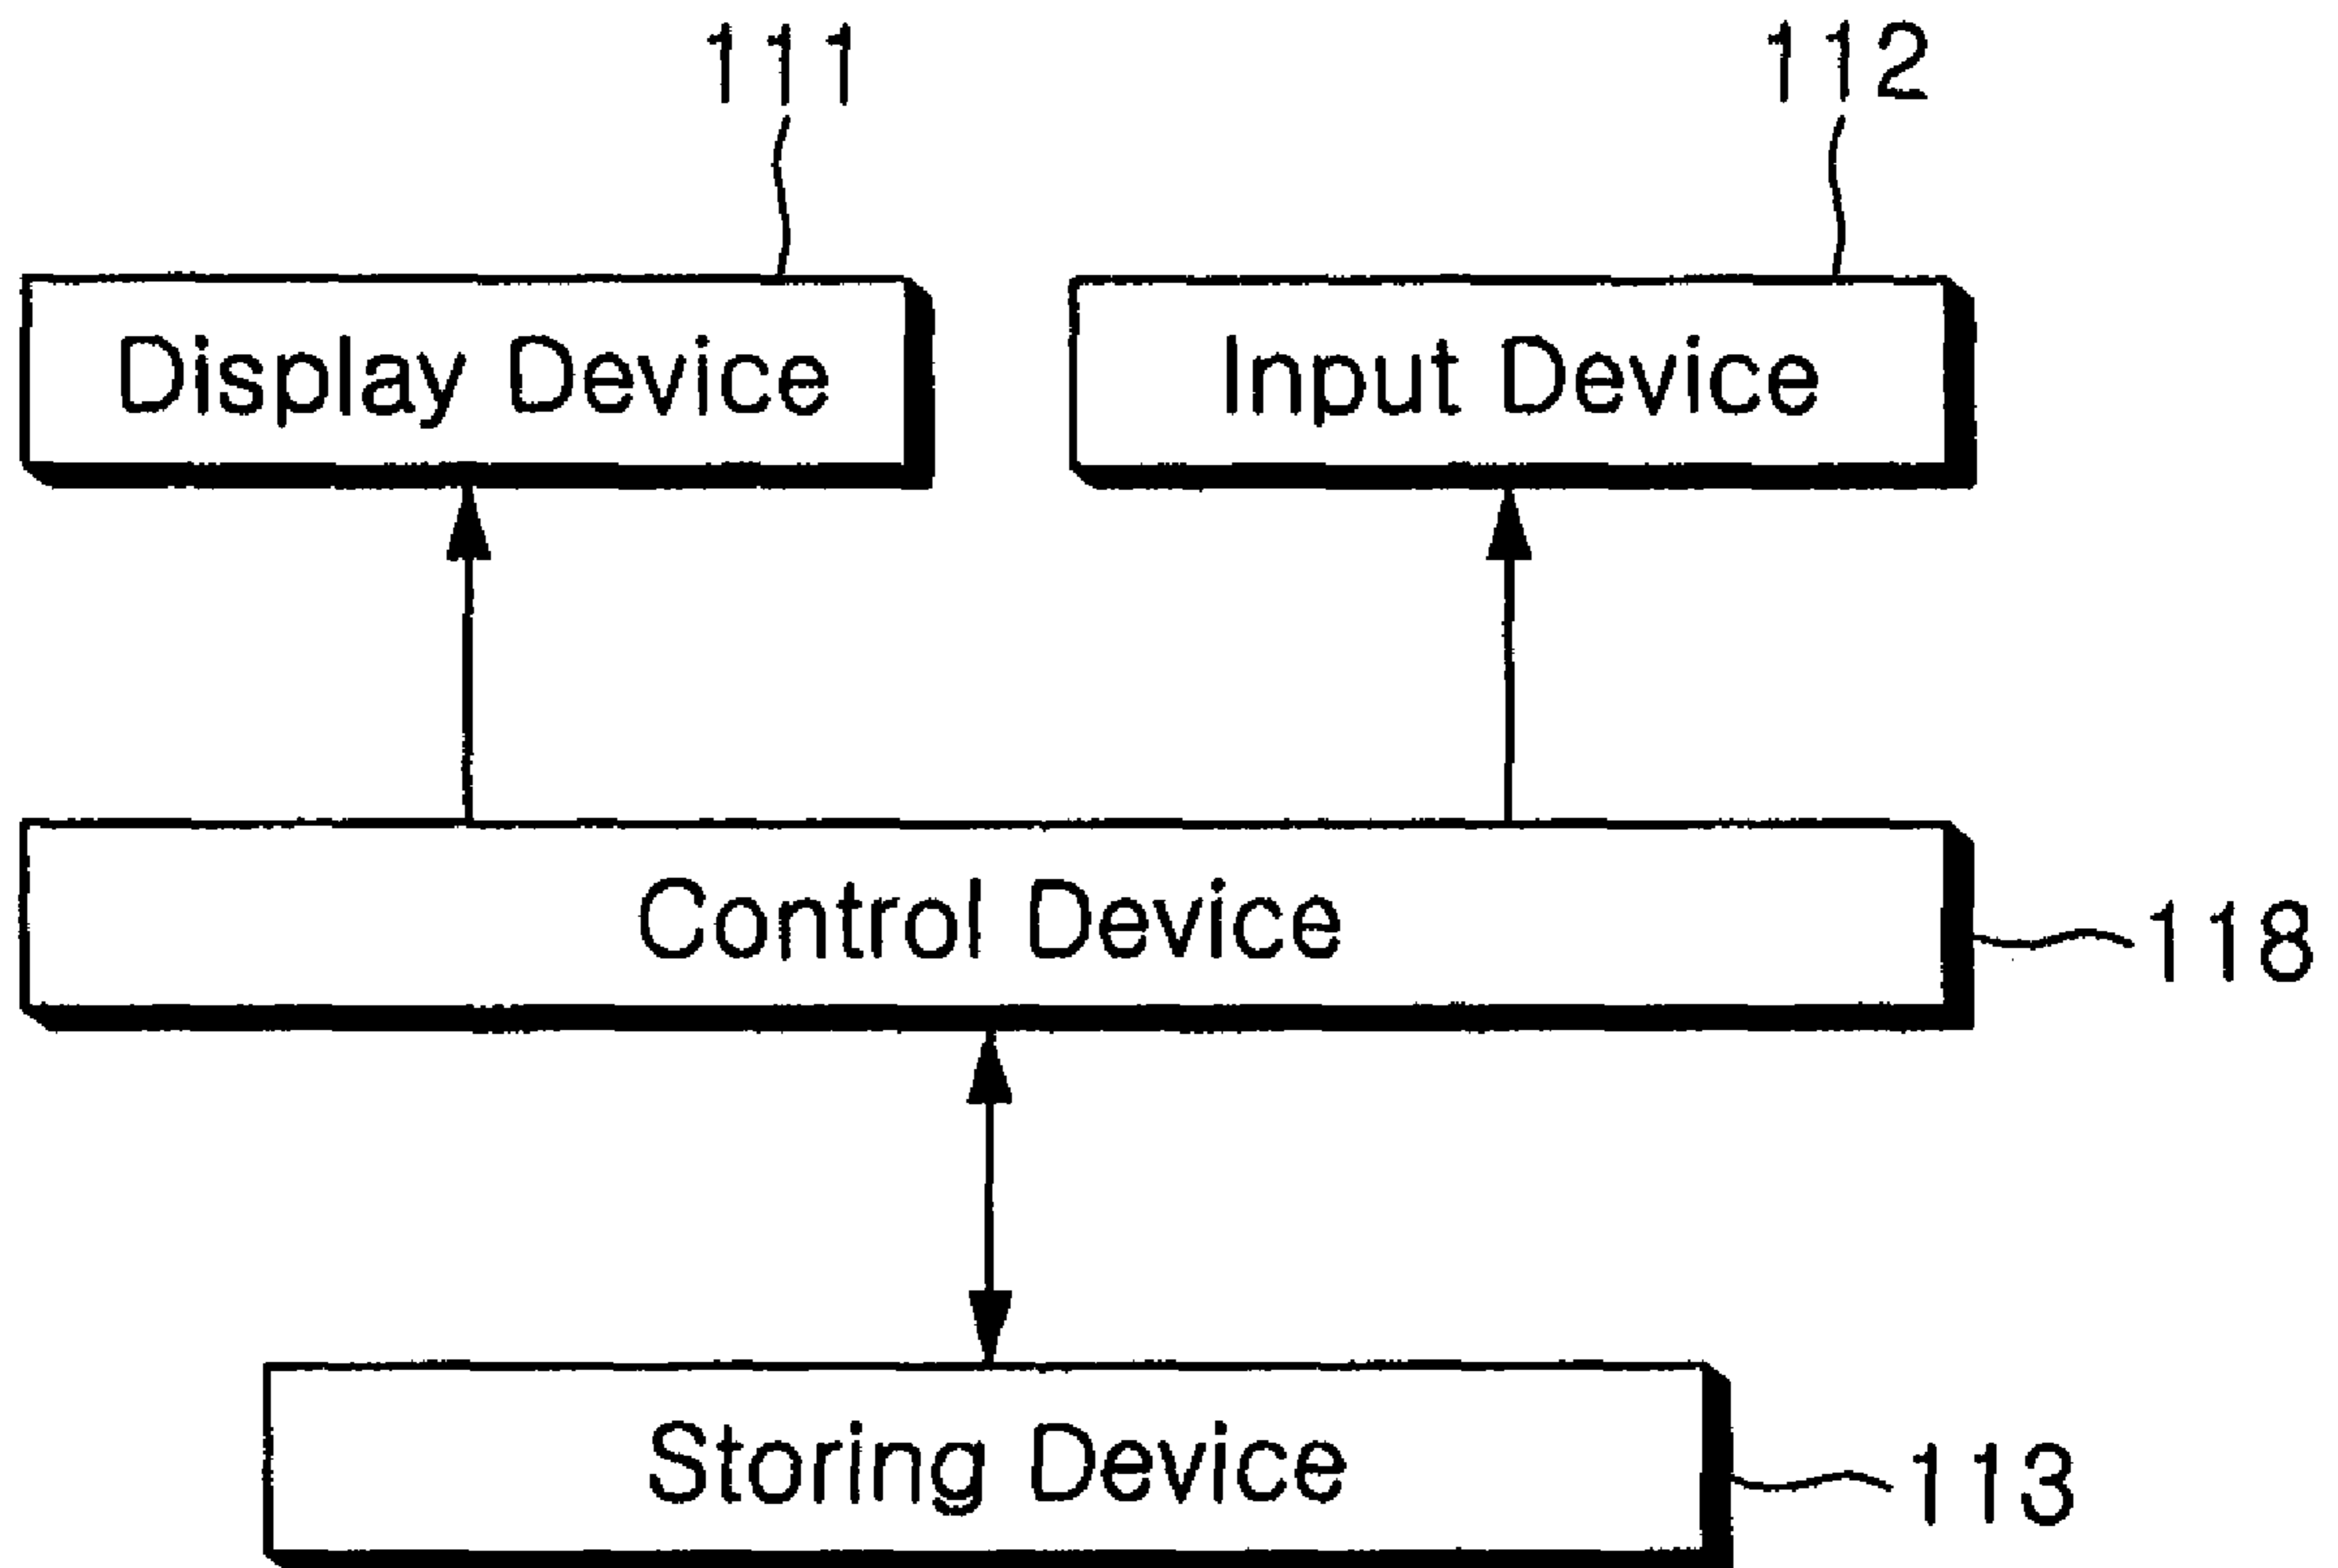 111
112
Display Device
Input Device
Control Device
118
Storing Device
113